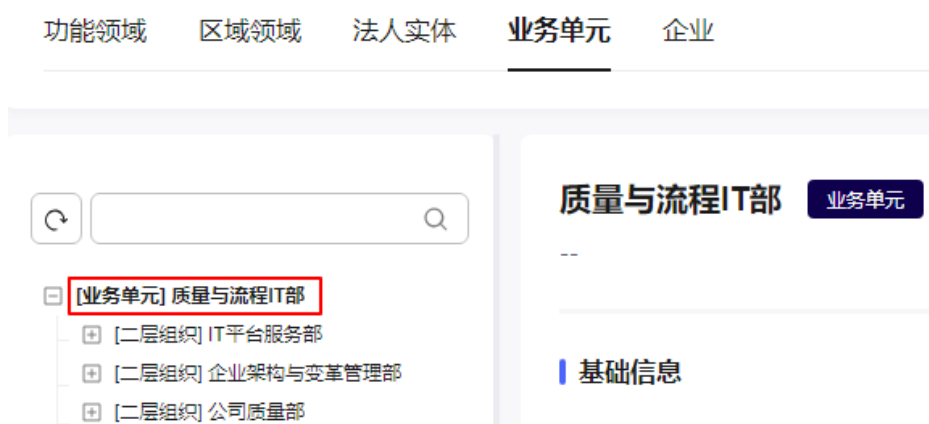 功能领域 区域领域 法人实体 业务单元 企业
质量与流程IT部 业务单元
--
[业务单元] 质量与流程IT部
[二层组织] IT平台服务部
[二层组织] 企业架构与变革管理部
[二层组织] 公司质量部
基础信息